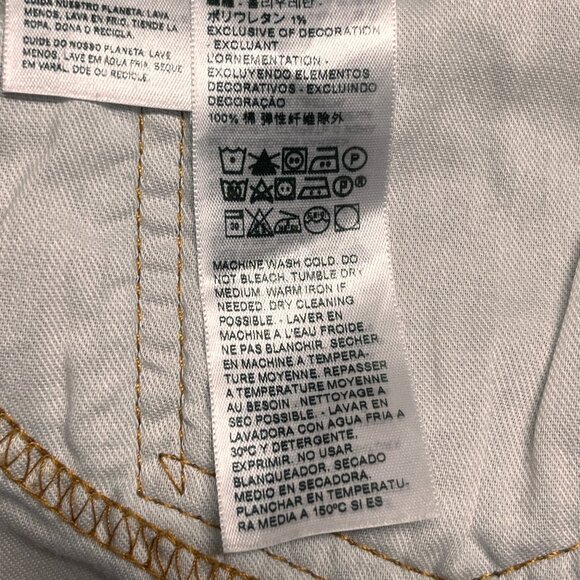 CUIDA NUESTRO PLANETA: LAVA
MENOS, LAVA EN FRIO, TIENDE LA
ROPA, DONA O RECICLA.
CUIDE DO NOSSO PLANETA: LAVE
MENOS, LAVE EM ÁGUA FRIA, SEQUE
EM VARAL, DOE OU RECICLE.
ポリウレタン 1%
EXCLUSIVE OF DECORATION -
EXCLUANT
L'ORNEMENTATION -
EXCLUYENDO ELEMENTOS
DECORATIVOS - EXCLUINDO
DECORAÇÃO
100% 棉 弹性纤维除外
P
P
30
MACHINE WASH COLD. DO
NOT BLEACH. TUMBLE DRY
MEDIUM. WARM IRON IF
NEEDED. DRY CLEANING
POSSIBLE. - LAVER EN
MACHINE A L'EAU FROIDE
NE PAS BLANCHIR. SECHER
EN MACHINE A TEMPERA-
TURE MOYENNE. REPASSER
A TEMPERATURE MOYENNE
AU BESOIN . NETTOYAGE A
SEC POSSIBLE. - LAVAR EN
LAVADORA CON AGUA FRIA A
30ºC Y DETERGENTE.
EXPRIMIR. NO USAR
BLANQUEADOR. SECADO
MEDIO EN SECADORA.
PLANCHAR EN TEMPERATU-
RA MEDIA A 150ºC SI ES